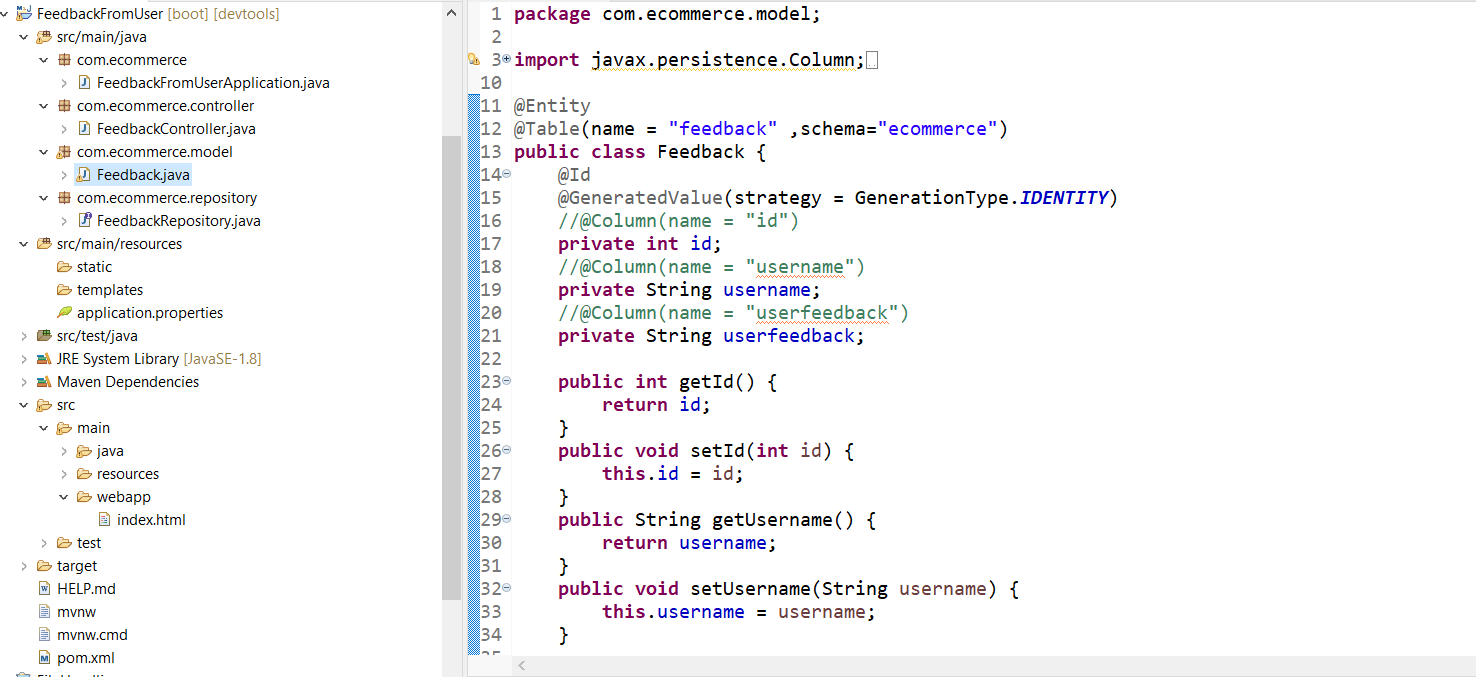 FeedbackFromUser [boot] [devtools]
src/main/java
com.ecommerce
FeedbackFromUserApplication.java
com.ecommerce.controller
FeedbackController.java
com.ecommerce.model
Feedback.java
com.ecommerce.repository
FeedbackRepository.java
src/main/resources
static
templates
application.properties
src/test/java
JRE System Library [JavaSE-1.8]
Maven Dependencies
src
main
java
resources
webapp
index.html
test
target
HELP.md
mvnw
mvnw.cmd
pom.xml
1 package com.ecommerce.model;
2
3 import javax.persistence.Column;
10
11 @Entity
12 @Table(name = "feedback" ,schema="ecommerce")
13 public class Feedback {
14 @Id
15 @GeneratedValue(strategy = GenerationType.IDENTITY)
16 //@Column(name = "id")
17 private int id;
18 //@Column(name = "username")
19 private String username;
20 //@Column(name = "userfeedback")
21 private String userfeedback;
22
23 public int getId() {
24 return id;
25 }
26 public void setId(int id) {
27 this.id = id;
28 }
29 public String getUsername() {
30 return username;
31 }
32 public void setUsername(String username) {
33 this.username = username;
34 }